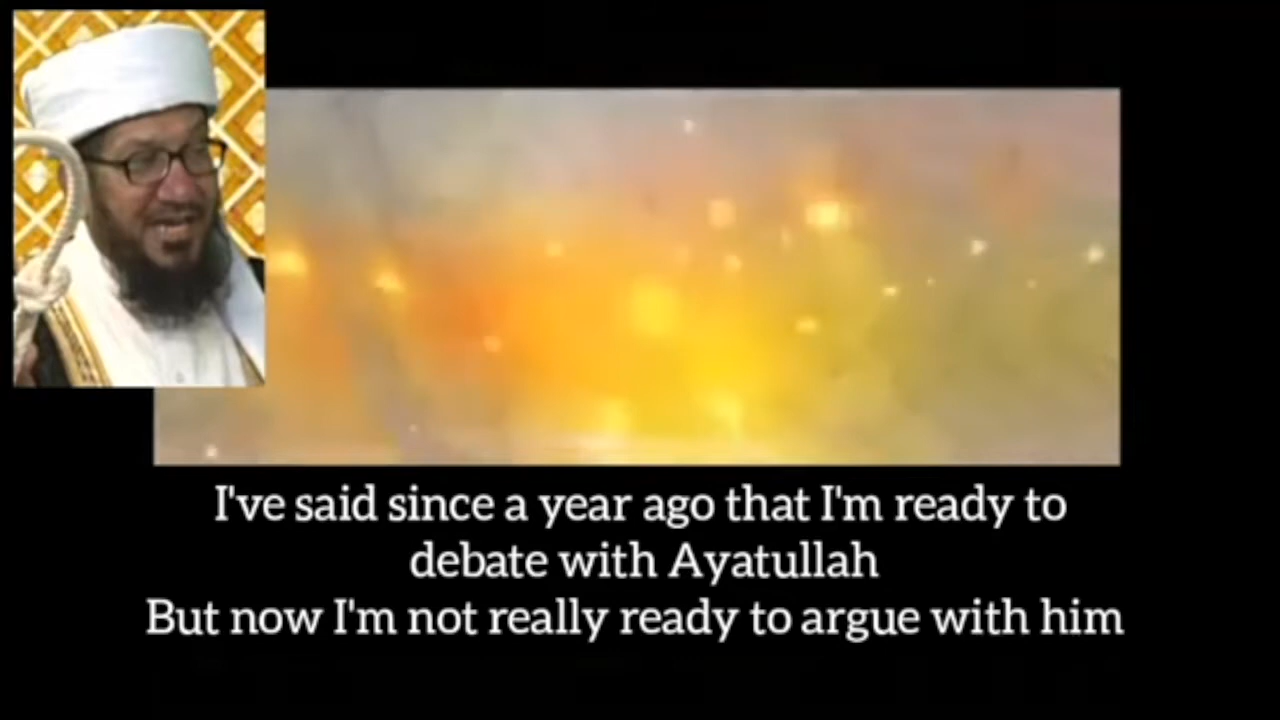 I've said since a year ago that I'm ready to
debate with Ayatullah
But now I'm not really ready to argue with him